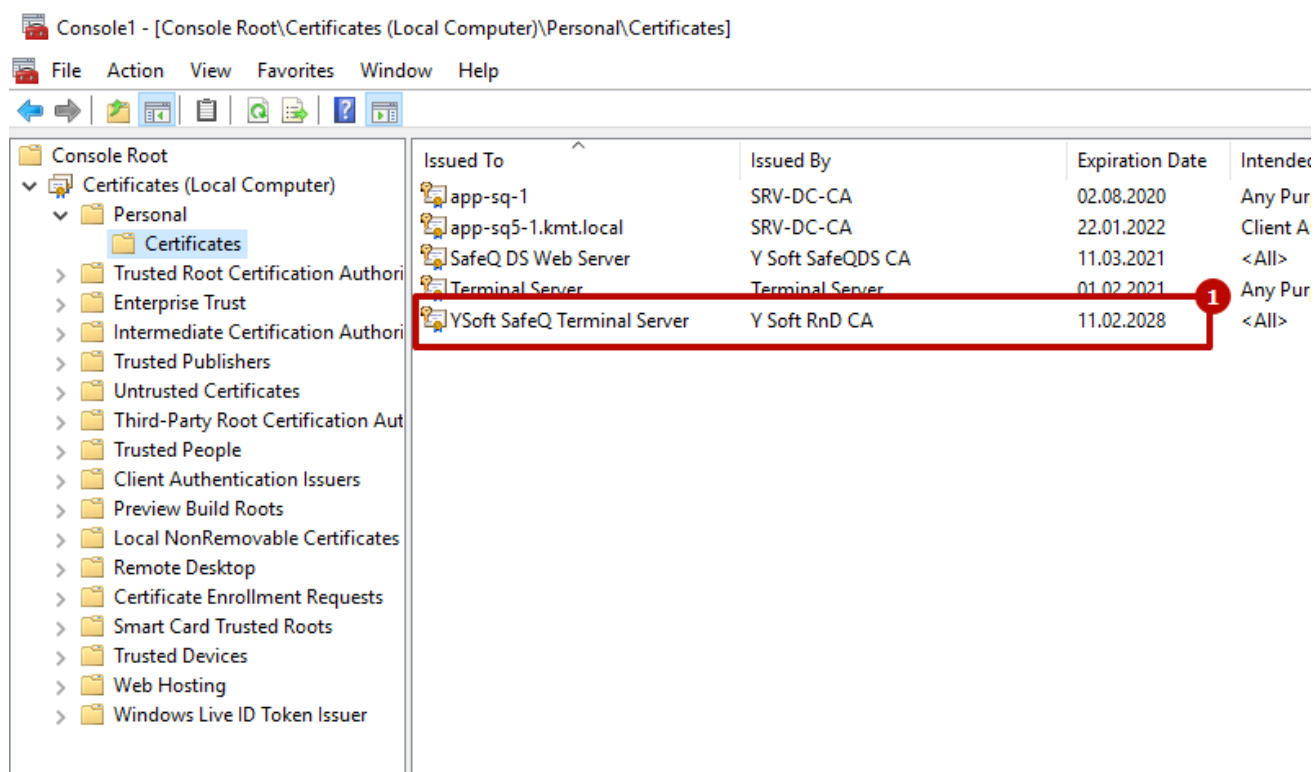 Console1 - [Console Root\Certificates (Local Computer)\Personal\Certificates]
File Action View Favorites Window Help
Console Root
Certificates (Local Computer)
Personal
Certificates
Trusted Root Certification Authori
Enterprise Trust
Intermediate Certification Authori
Trusted Publishers
Untrusted Certificates
Third-Party Root Certification Aut
Trusted People
Client Authentication Issuers
Preview Build Roots
Local NonRemovable Certificates
Remote Desktop
Certificate Enrollment Requests
Smart Card Trusted Roots
Trusted Devices
Web Hosting
Windows Live ID Token Issuer
Issued To Issued By Expiration Date Intended
app-sq-1 SRV-DC-CA 02.08.2020 Any Pur
app-sq5-1.kmt.local SRV-DC-CA 22.01.2022 Client A
SafeQ DS Web Server Y Soft SafeQDS CA 11.03.2021 <All>
Terminal Server Terminal Server 01.02.2021 Any Pur
1
YSoft SafeQ Terminal Server Y Soft RnD CA 11.02.2028 <All>